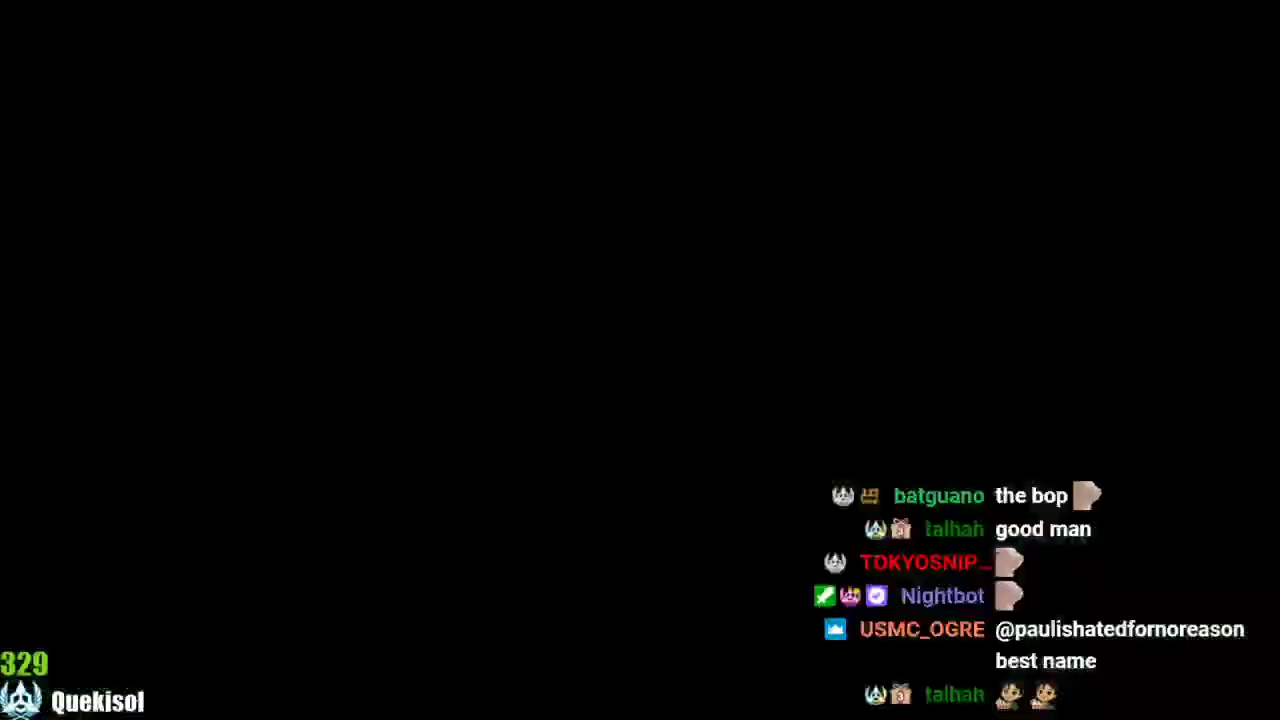 batguano the bop
talhah good man
TOKYOSNIP...
Nightbot
USMC_OGRE @paulishatedfornoreason
best name
talhah
329
Quekisol